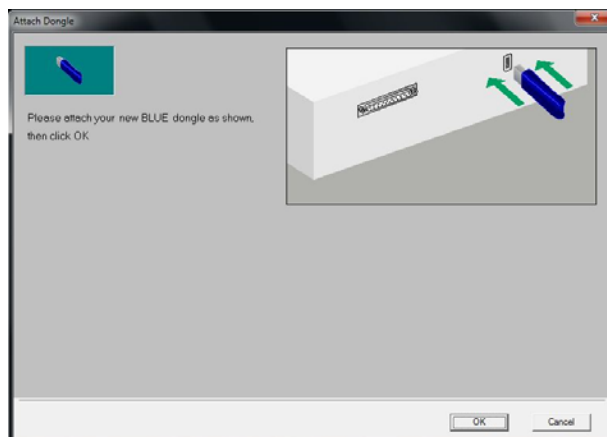 Attach Dongle
Please attach your new BLUE dongle as shown,
then click OK
OK
Cancel